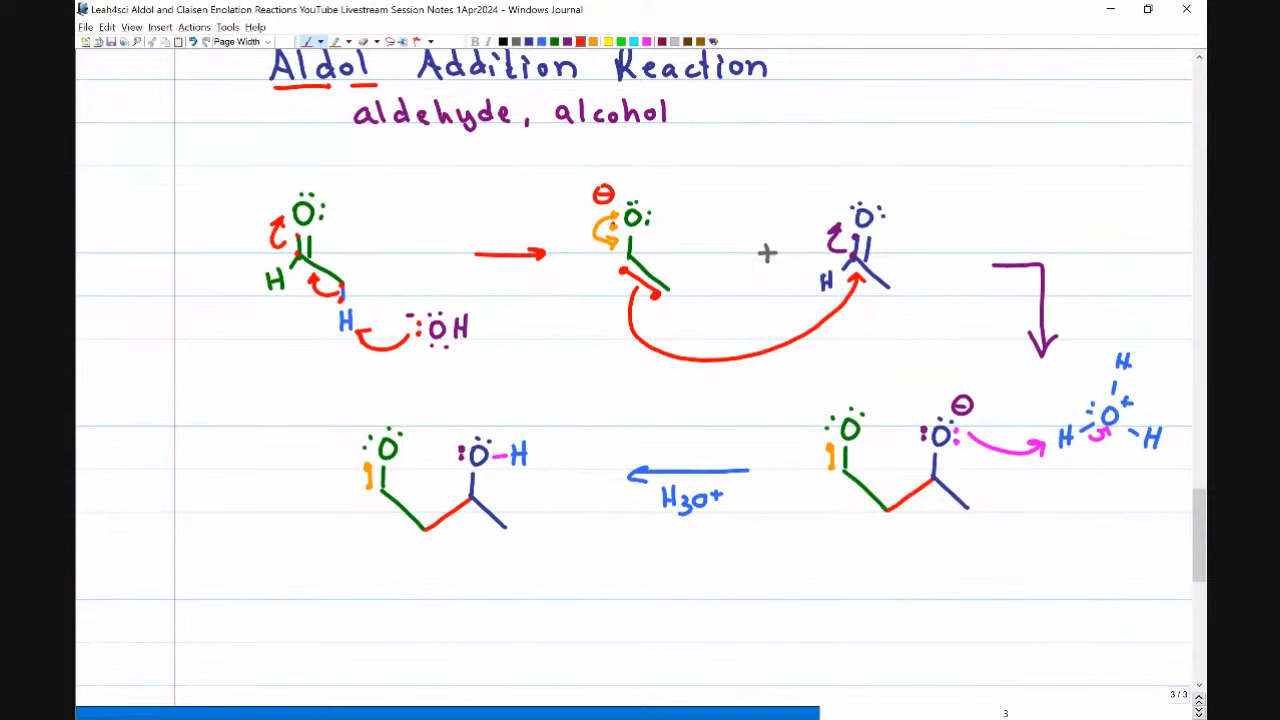 Leah4sci Aldol and Claisen Enolation Reactions YouTube Livestream Session Notes 1Apr2024 - Windows Journal
File Edit View Insert Actions Tools Help
Page Width B I
Aldol Addition Reaction
aldehyde, alcohol
⊖
:Ö: Ö: Ö:
H + H
H -:ÖH
H
⊖ H O+ H
:Ö :Ö-H :Ö :Ö:
H3O+
3 / 3
3